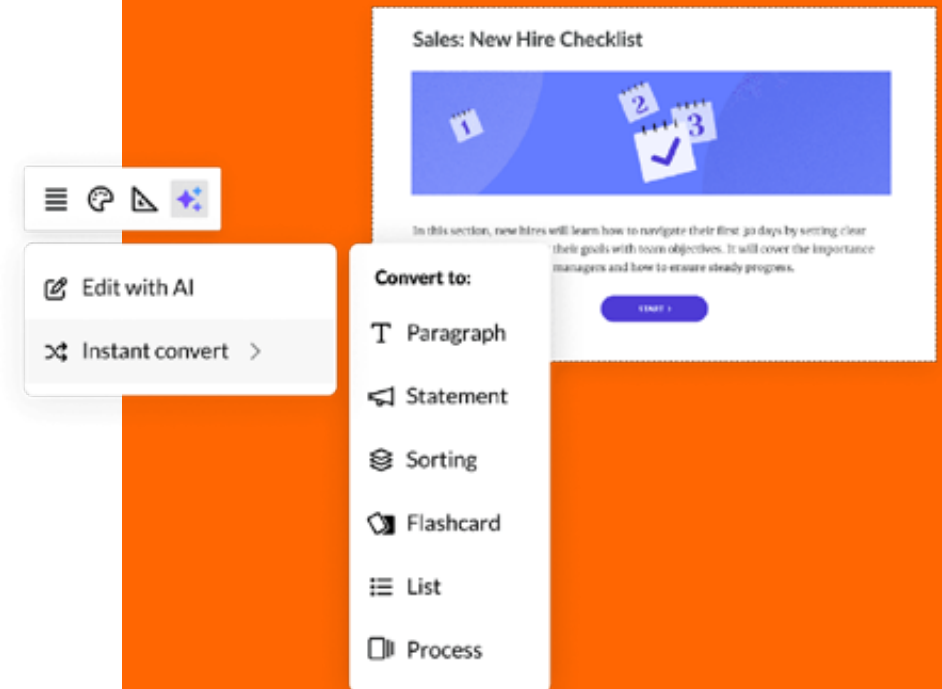 Sales: New Hire Checklist
1
2
3
In this section, new hires will learn how to navigate their first 30 days by setting clear
their goals with team objectives. It will cover the importance
managers and how to ensure steady progress.
START >
Edit with AI
Instant convert >
Convert to:
Paragraph
Statement
Sorting
Flashcard
List
Process